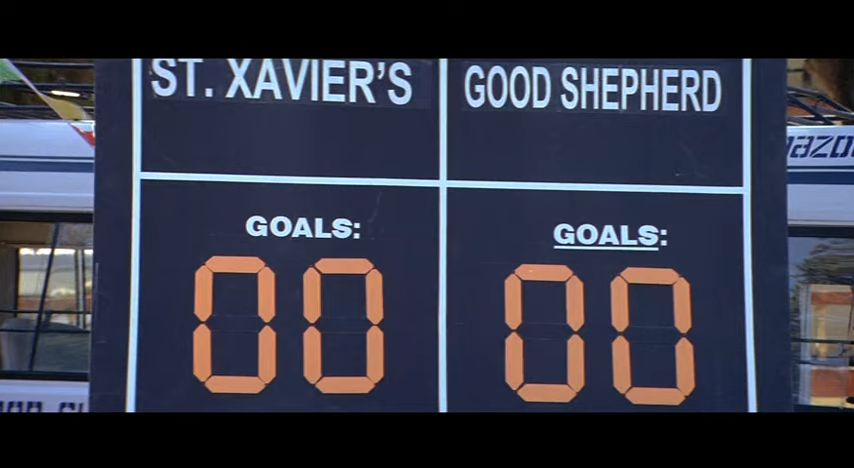 ST. XAVIER'S
GOOD SHEPHERD
GOALS:
GOALS:
00
00